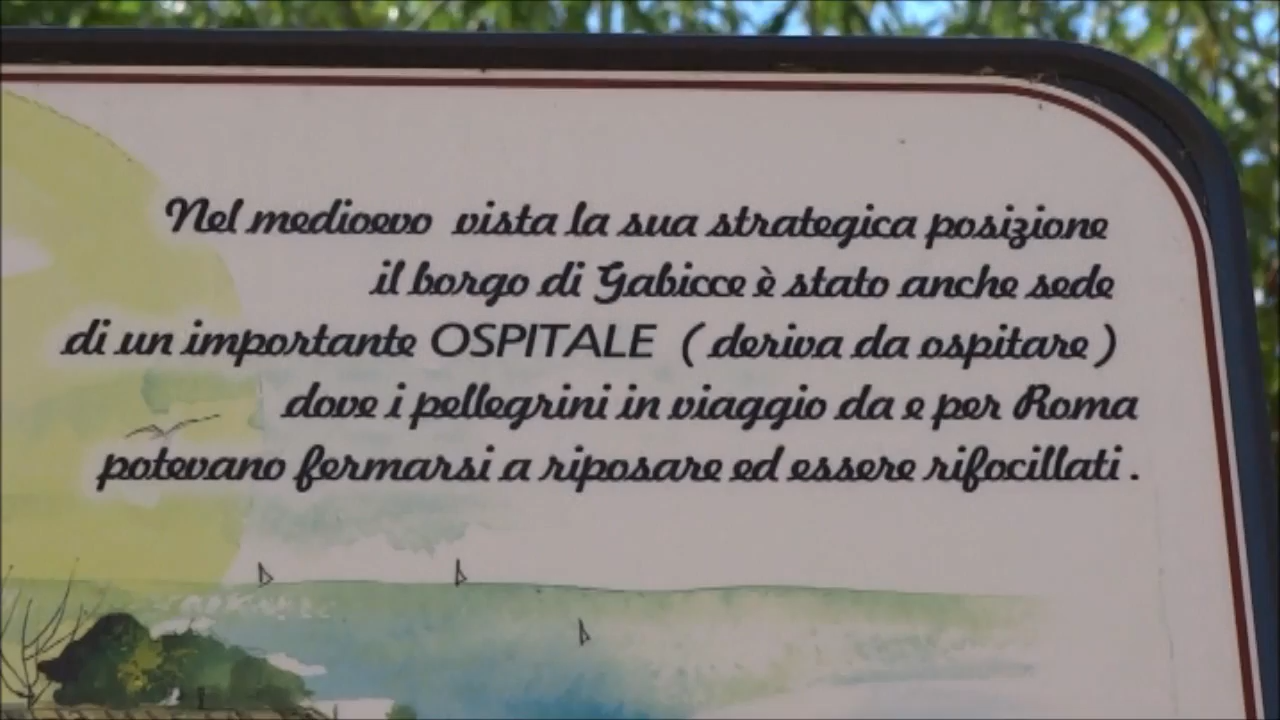 Nel medioevo vista la sua strategica posizione
il borgo di Gabicce è stato anche sede
di un importante OSPITALE ( deriva da ospitare )
dove i pellegrini in viaggio da e per Roma
potevano fermarsi a riposare ed essere rifocillati .